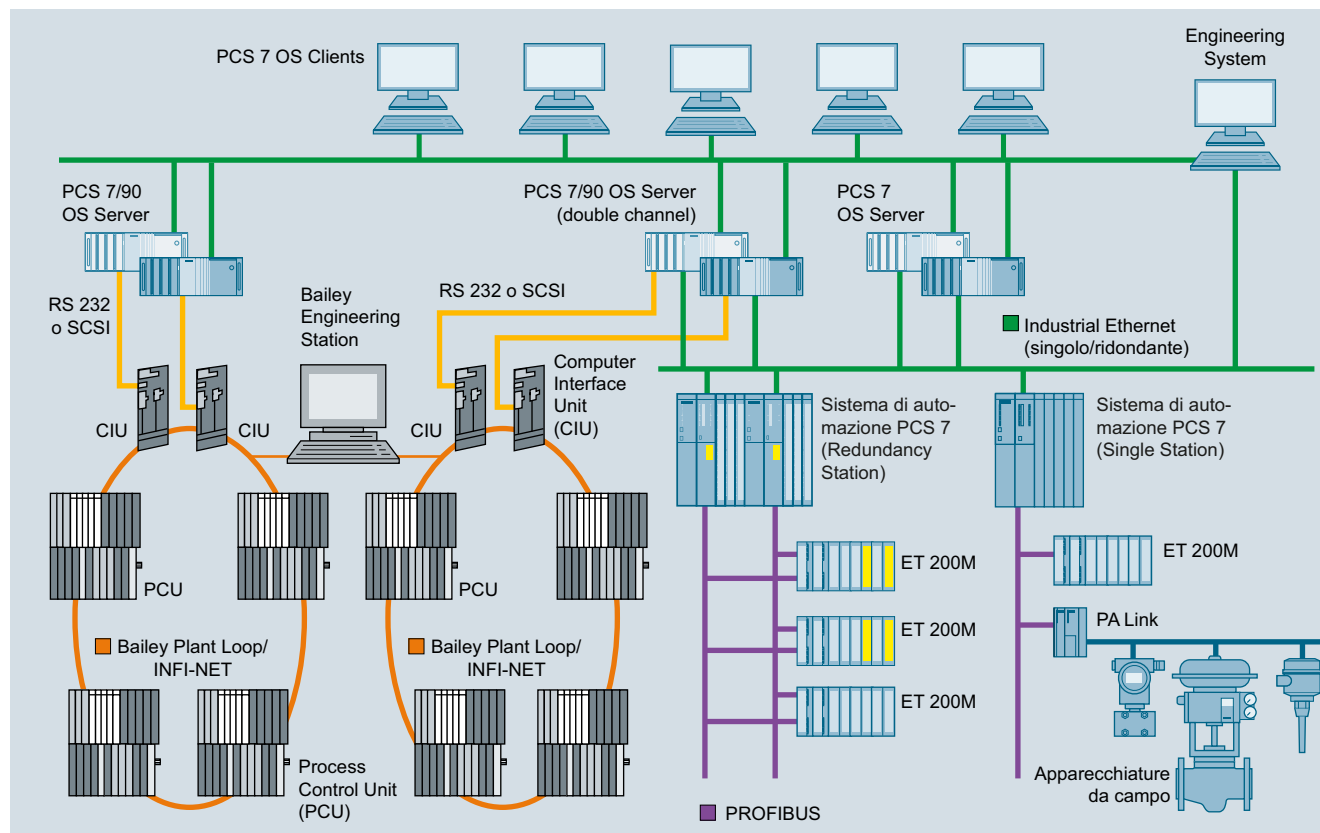 PCS 7 OS Clients
Engineering
System
PCS 7/90
OS Server
PCS 7/90 OS Server
(double channel)
PCS 7
OS Server
RS 232
o SCSI
Bailey
Engineering
Station
RS 232 o SCSI
Industrial Ethernet
(singolo/ridondante)
Computer
Interface
Unit
(CIU)
CIU
CIU
CIU
Sistema di auto-
mazione PCS 7
(Redundancy
Station)
Sistema di auto-
mazione PCS 7
(Single Station)
PCU
PCU
ET 200M
ET 200M
ET 200M
ET 200M
PA Link
Bailey Plant Loop/
INFI-NET
Bailey Plant Loop/
INFI-NET
Process
Control Unit
(PCU)
Apparecchiature
da campo
PROFIBUS